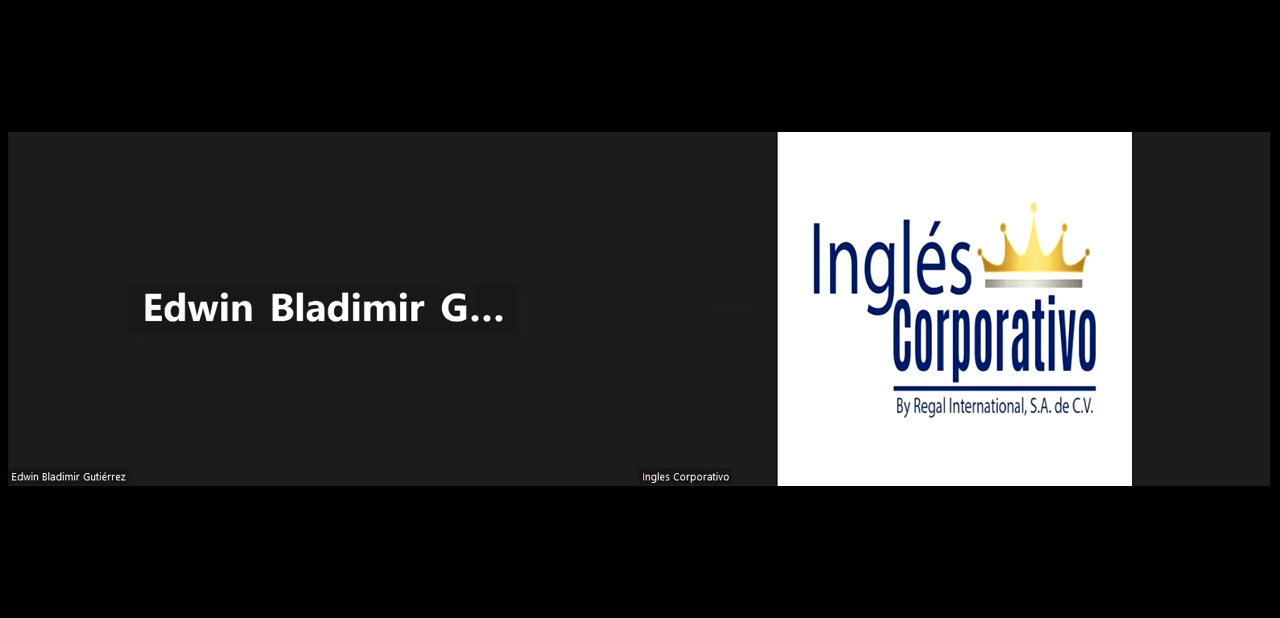 Edwin Bladimir G...
Edwin Bladimir Gutiérrez
Inglés
Corporativo
By Regal International, S.A. de C.V.
Ingles Corporativo